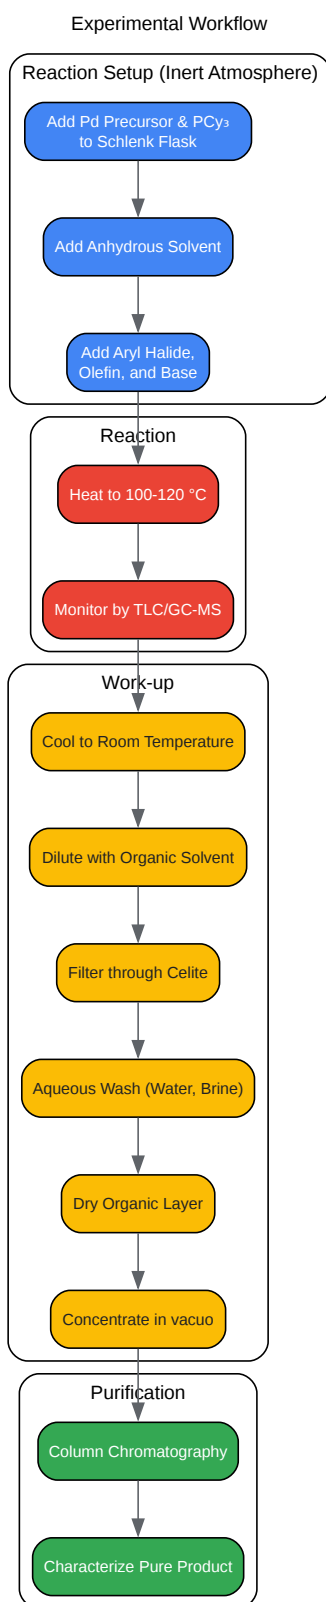 Experimental Workflow
Reaction Setup (Inert Atmosphere)
Add Pd Precursor & PCy₃
to Schlenk Flask
Add Anhydrous Solvent
Add Aryl Halide,
Olefin, and Base
Reaction
Heat to 100-120 °C
Monitor by TLC/GC-MS
Work-up
Cool to Room Temperature
Dilute with Organic Solvent
Filter through Celite
Aqueous Wash (Water, Brine)
Dry Organic Layer
Concentrate in vacuo
Purification
Column Chromatography
Characterize Pure Product